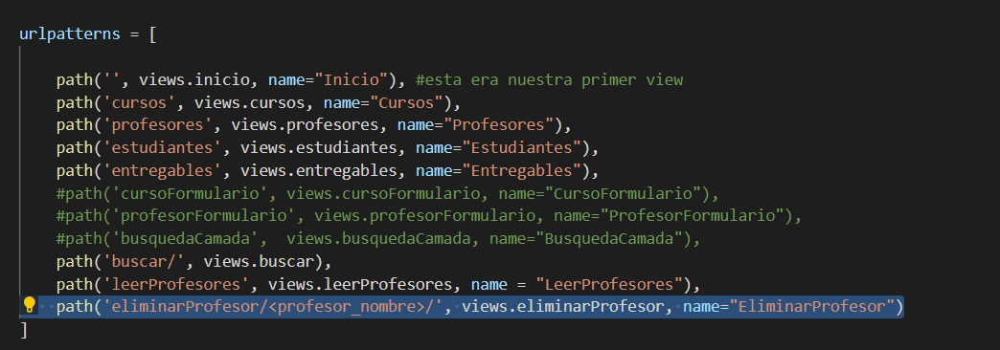 urlpatterns = [
path('', views.inicio, name="Inicio"), #esta era nuestra primer view
path('cursos', views.cursos, name="Cursos"),
path('profesores', views.profesores, name="Profesores"),
path('estudiantes', views.estudiantes, name="Estudiantes"),
path('entregables', views.entregables, name="Entregables"),
#path('cursoFormulario', views.cursoFormulario, name="CursoFormulario"),
#path('profesorFormulario', views.profesorFormulario, name="ProfesorFormulario"),
#path('busquedaCamada',  views.busquedaCamada, name="BusquedaCamada"),
path('buscar/', views.buscar),
path('leerProfesores', views.leerProfesores, name = "LeerProfesores"),
path('eliminarProfesor/<profesor_nombre>/', views.eliminarProfesor, name="EliminarProfesor")
]